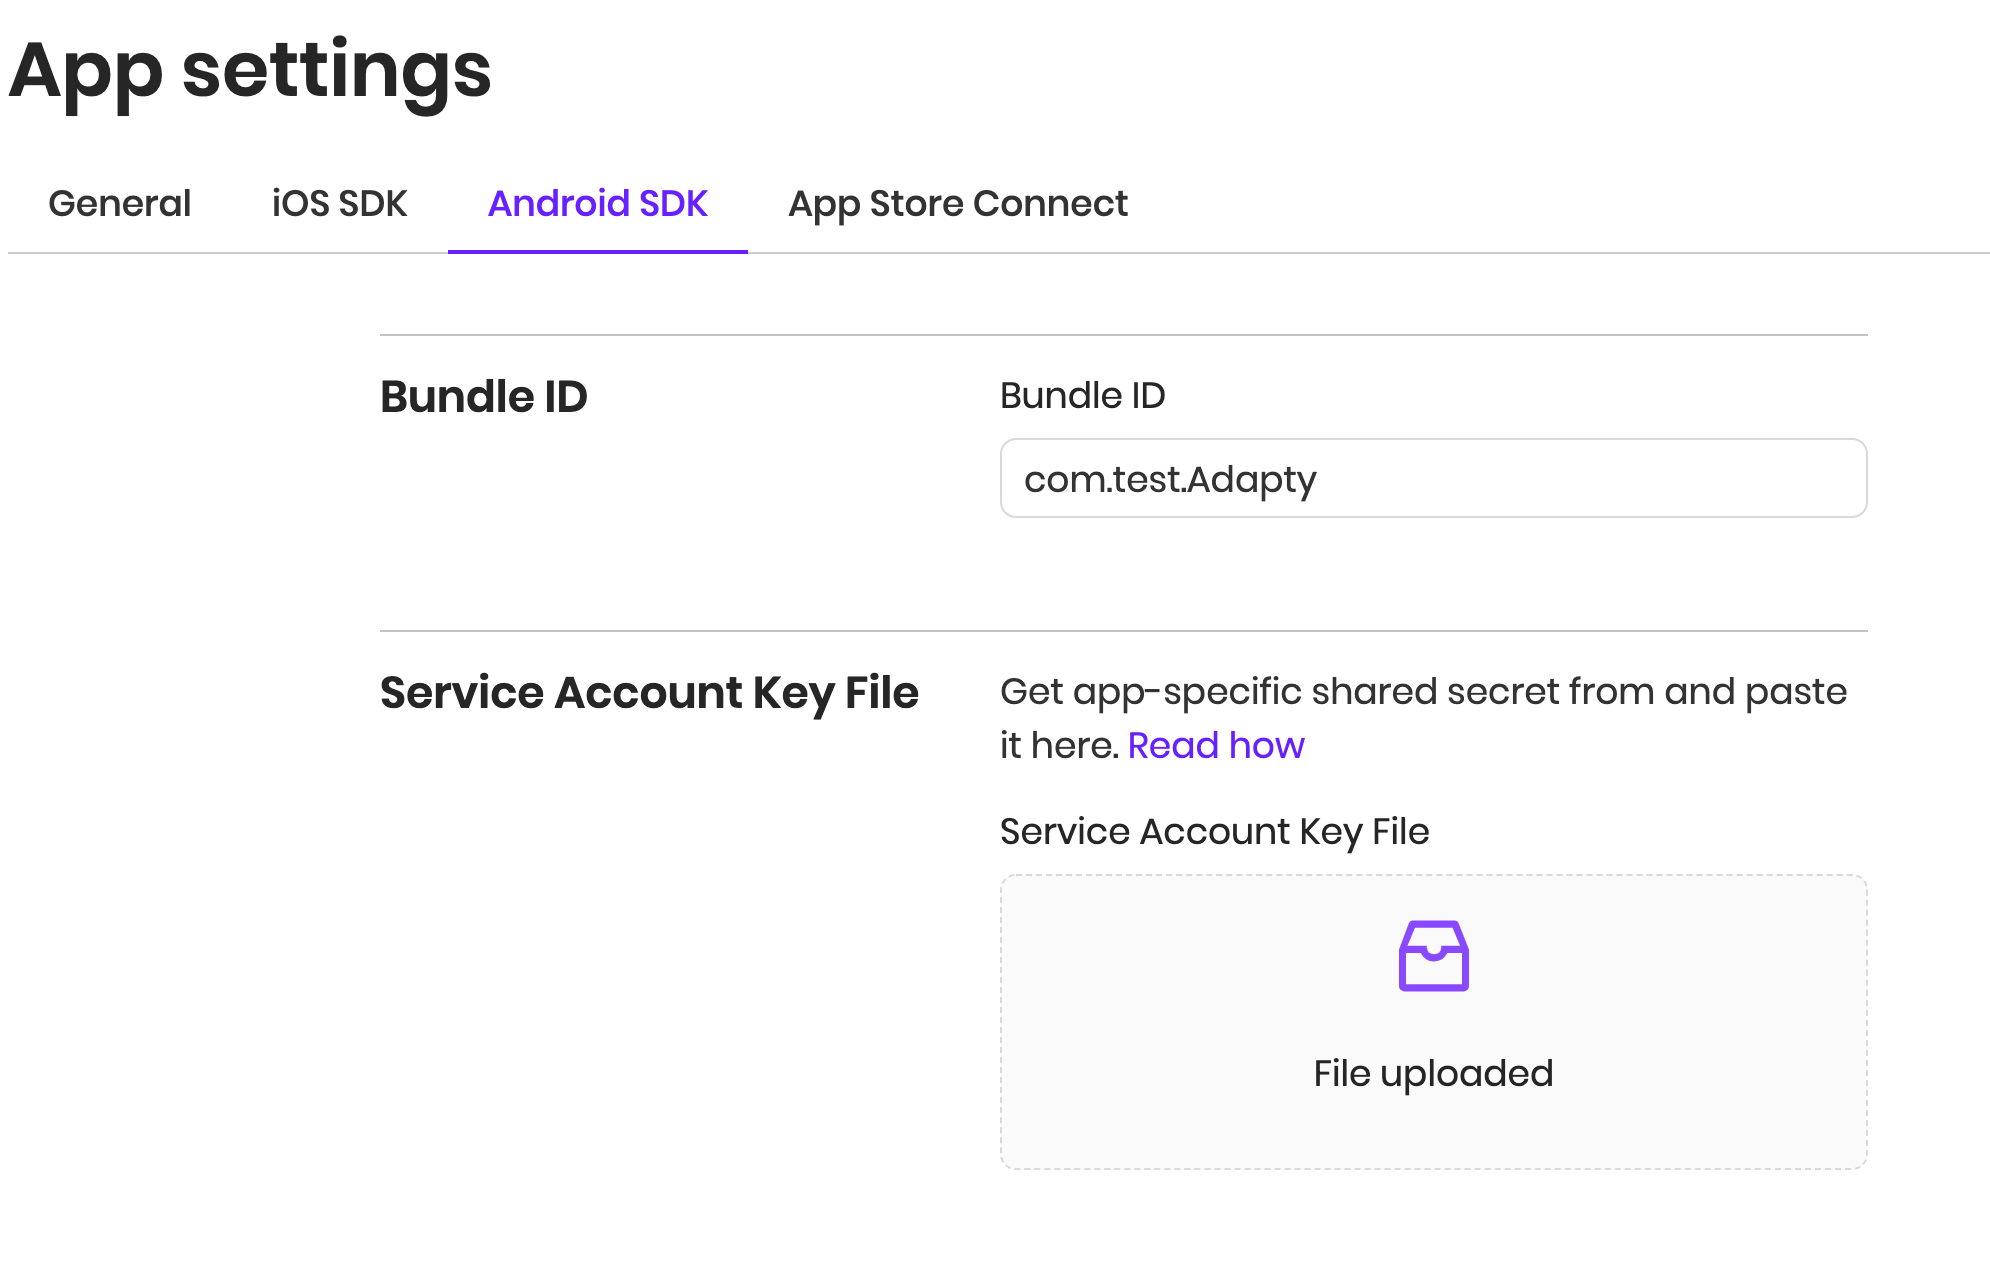 App settings
General
iOS SDK
Android SDK
App Store Connect
Bundle ID
Bundle ID
com.test.Adapty
Service Account Key File
Get app-specific shared secret from and paste
it here. Read how
Service Account Key File
File uploaded